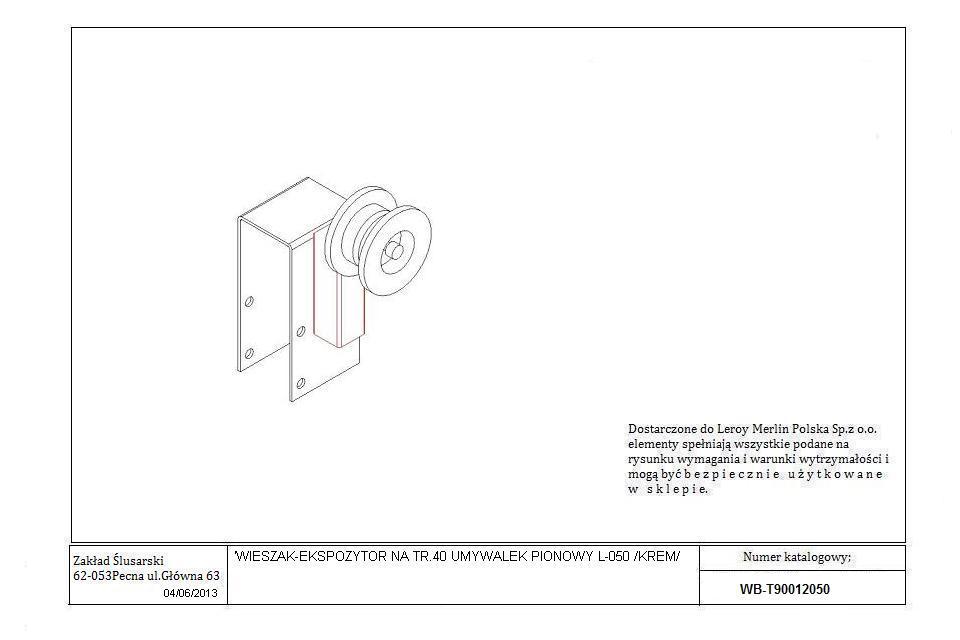 Dostarczone do Leroy Merlin Polska Sp.z o.o.
elementy spełniają wszystkie podane na
rysunku wymagania i warunki wytrzymałości i
mogą być b e z p i e c z n i e u ż y t k o w a n e
w s k l e p i e.
Zakład Ślusarski
62-053Pecna ul.Główna 63
04/06/2013
'WIESZAK-EKSPOZYTOR NA TR.40 UMYWALEK PIONOWY L-050 /KREM/
Numer katalogowy;
WB-T90012050